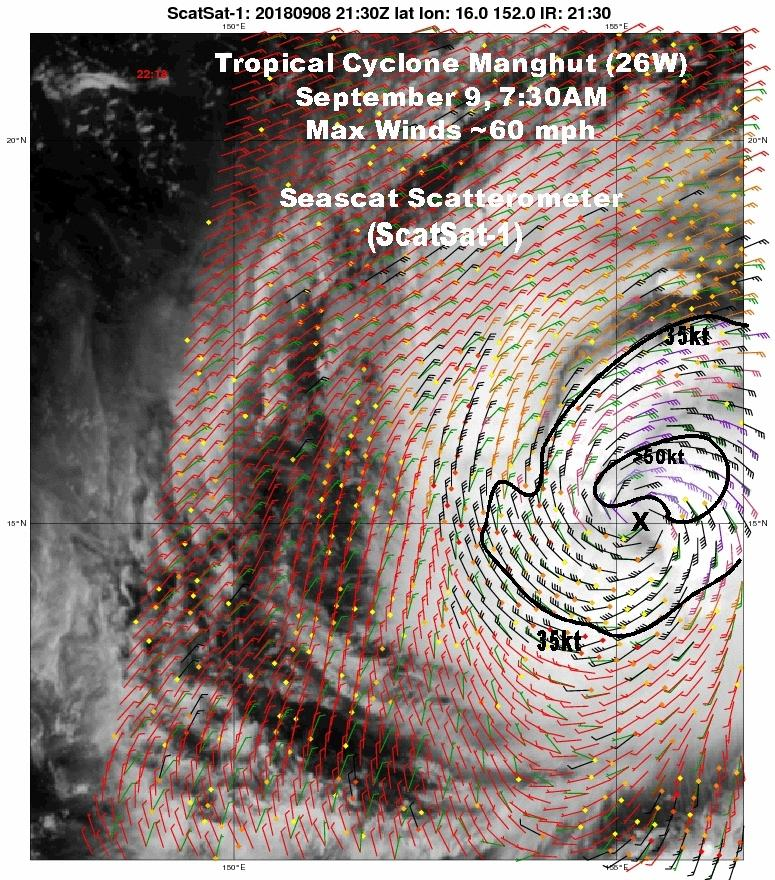 ScatSat-1: 20180908 21:30Z lat lon: 16.0 152.0 IR: 21:30
150°E 155°E
22:18
Tropical Cyclone Manghut (26W)
September 9, 7:30AM
Max Winds ~60 mph
20°N 20°N
Seascat Scatterometer
(ScatSat-1)
35kt
>50kt
15°N X 15°N
35kt
150°E 155°E